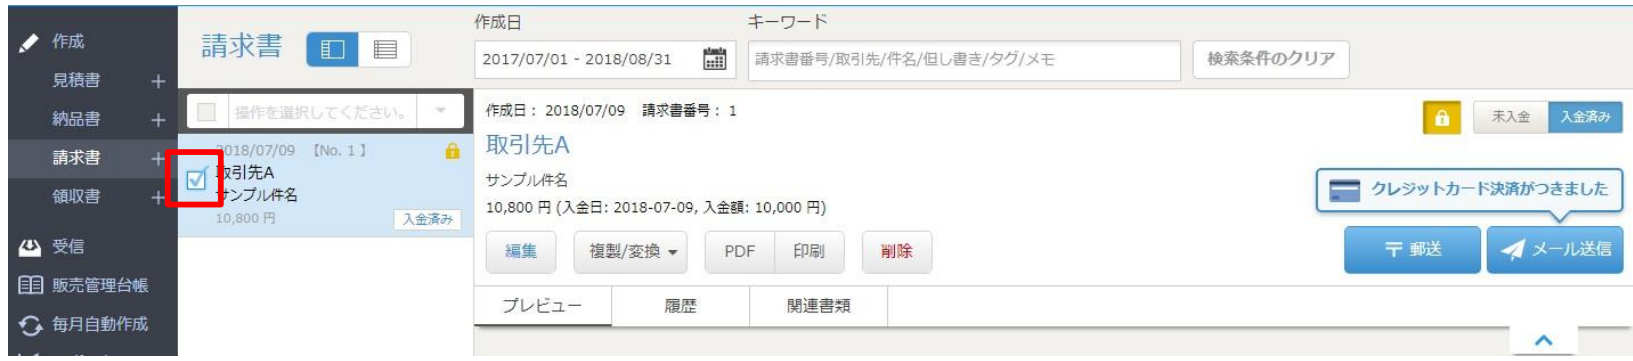 作成
見積書
納品書
請求書
領収書
受信
販売管理台帳
毎月自動作成
請求書
操作を選択してください。
2018/07/09 【No. 1】
取引先A
サンプル件名
10,800 円
入金済み
作成日
2017/07/01 - 2018/08/31
キーワード
請求書番号/取引先/件名/但し書き/タグ/メモ
検索条件のクリア
作成日： 2018/07/09 請求書番号： 1
未入金 入金済み
取引先A
サンプル件名
10,800 円 (入金日: 2018-07-09, 入金額: 10,000 円)
クレジットカード決済がつきました
編集 複製/変換 PDF 印刷 削除
〒 郵送 メール送信
プレビュー 履歴 関連書類